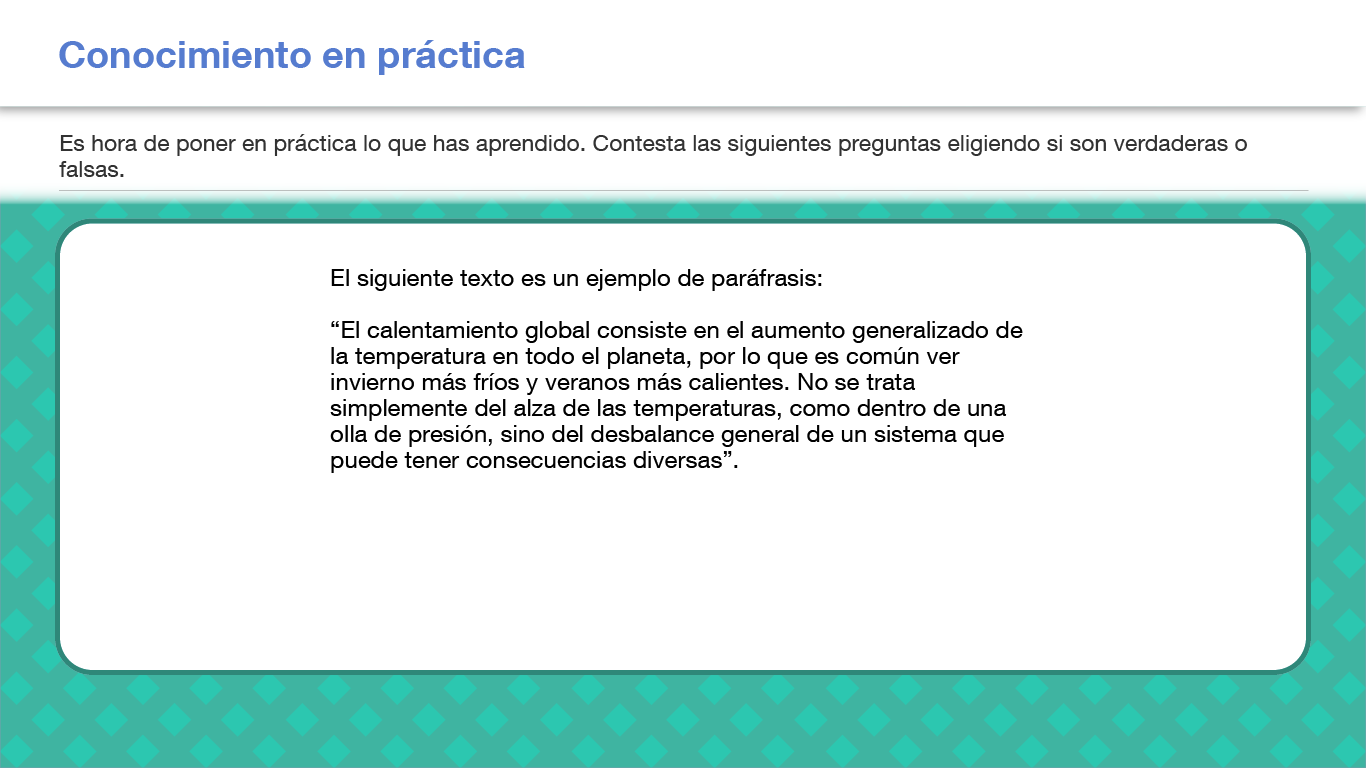 Conocimiento en práctica
Es hora de poner en práctica lo que has aprendido. Contesta las siguientes preguntas eligiendo si son verdaderas o
falsas.
El siguiente texto es un ejemplo de paráfrasis:
“El calentamiento global consiste en el aumento generalizado de
la temperatura en todo el planeta, por lo que es común ver
invierno más fríos y veranos más calientes. No se trata
simplemente del alza de las temperaturas, como dentro de una
olla de presión, sino del desbalance general de un sistema que
puede tener consecuencias diversas”.